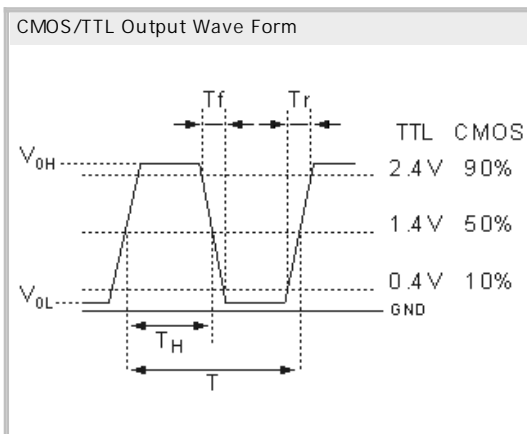 CMOS/TTL Output Wave Form
Tf Tr
TTL CMOS
V0H 2.4V 90%
1.4V 50%
0.4V 10%
V0L
GND
TH
T